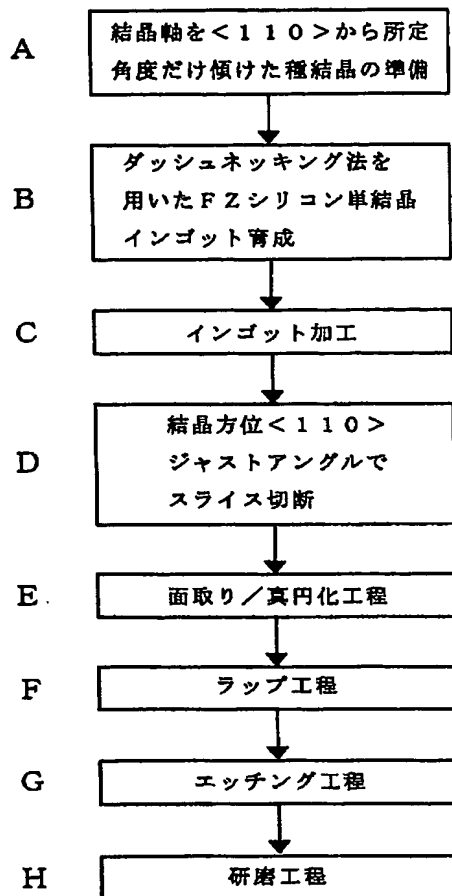 A
結晶軸を<110>から所定
角度だけ傾けた種結晶の準備
B
ダッシュネッキング法を
用いたFZシリコン単結晶
インゴット育成
C
インゴット加工
D
結晶方位<110>
ジャストアングルで
スライス切断
E
面取り/真円化工程
F
ラップ工程
G
エッチング工程
H
研磨工程